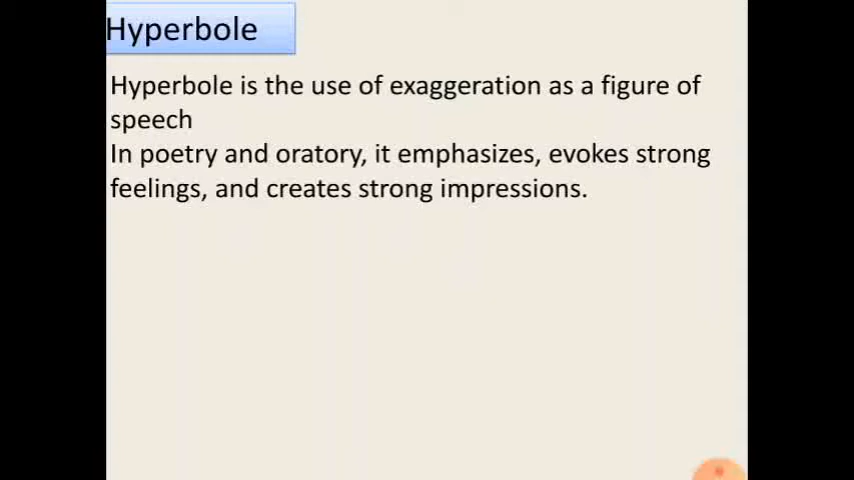 Hyperbole
Hyperbole is the use of exaggeration as a figure of
speech
In poetry and oratory, it emphasizes, evokes strong
feelings, and creates strong impressions.